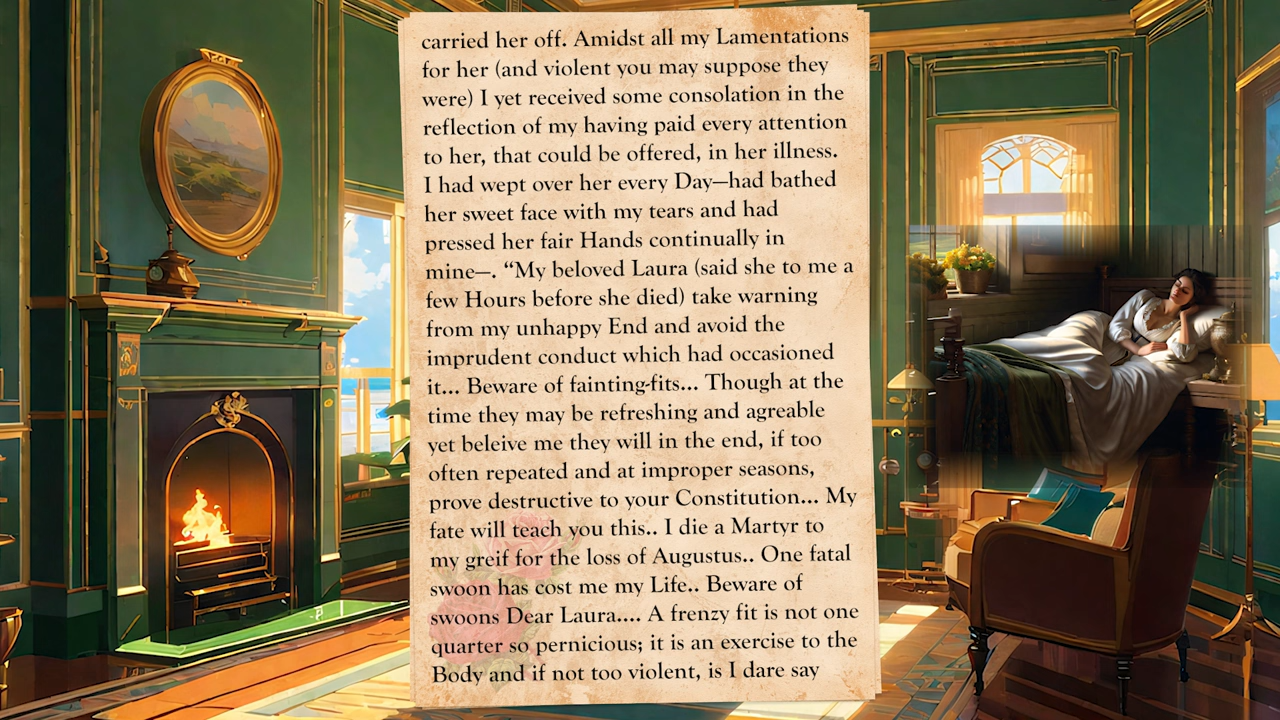 carried her off. Amidst all my Lamentations
for her (and violent you may suppose they
were) I yet received some consolation in the
reflection of my having paid every attention
to her, that could be offered, in her illness.
I had wept over her every Day—had bathed
her sweet face with my tears and had
pressed her fair Hands continually in
mine—. “My beloved Laura (said she to me a
few Hours before she died) take warning
from my unhappy End and avoid the
imprudent conduct which had occasioned
it... Beware of fainting-fits... Though at the
time they may be refreshing and agreable
yet beleive me they will in the end, if too
often repeated and at improper seasons,
prove destructive to your Constitution... My
fate will teach you this.. I die a Martyr to
my greif for the loss of Augustus.. One fatal
swoon has cost me my Life.. Beware of
swoons Dear Laura.... A frenzy fit is not one
quarter so pernicious; it is an exercise to the
Body and if not too violent, is I dare say